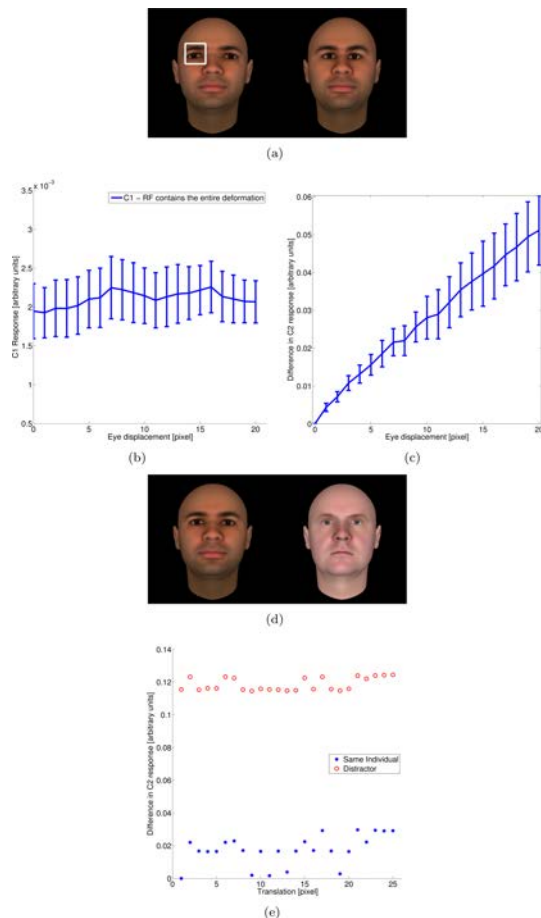 (a)
x 10⁻³
3.5
3
2.5
2
1.5
1
0.5
0
5
10
15
20
C1 Response [arbitrary units]
Eye displacement [pixel]
C1 – RF contains the entire deformation
(b)
0.06
0.05
0.04
0.03
0.02
0.01
0
0
5
10
15
20
Difference in C2 response [arbitrary units]
Eye displacement [pixel]
(c)
(d)
0.14
0.12
0.1
0.08
0.06
0.04
0.02
0
0
5
10
15
20
25
Difference in C2 response [arbitrary units]
Translation [pixel]
Same Individual
Distractor
(e)